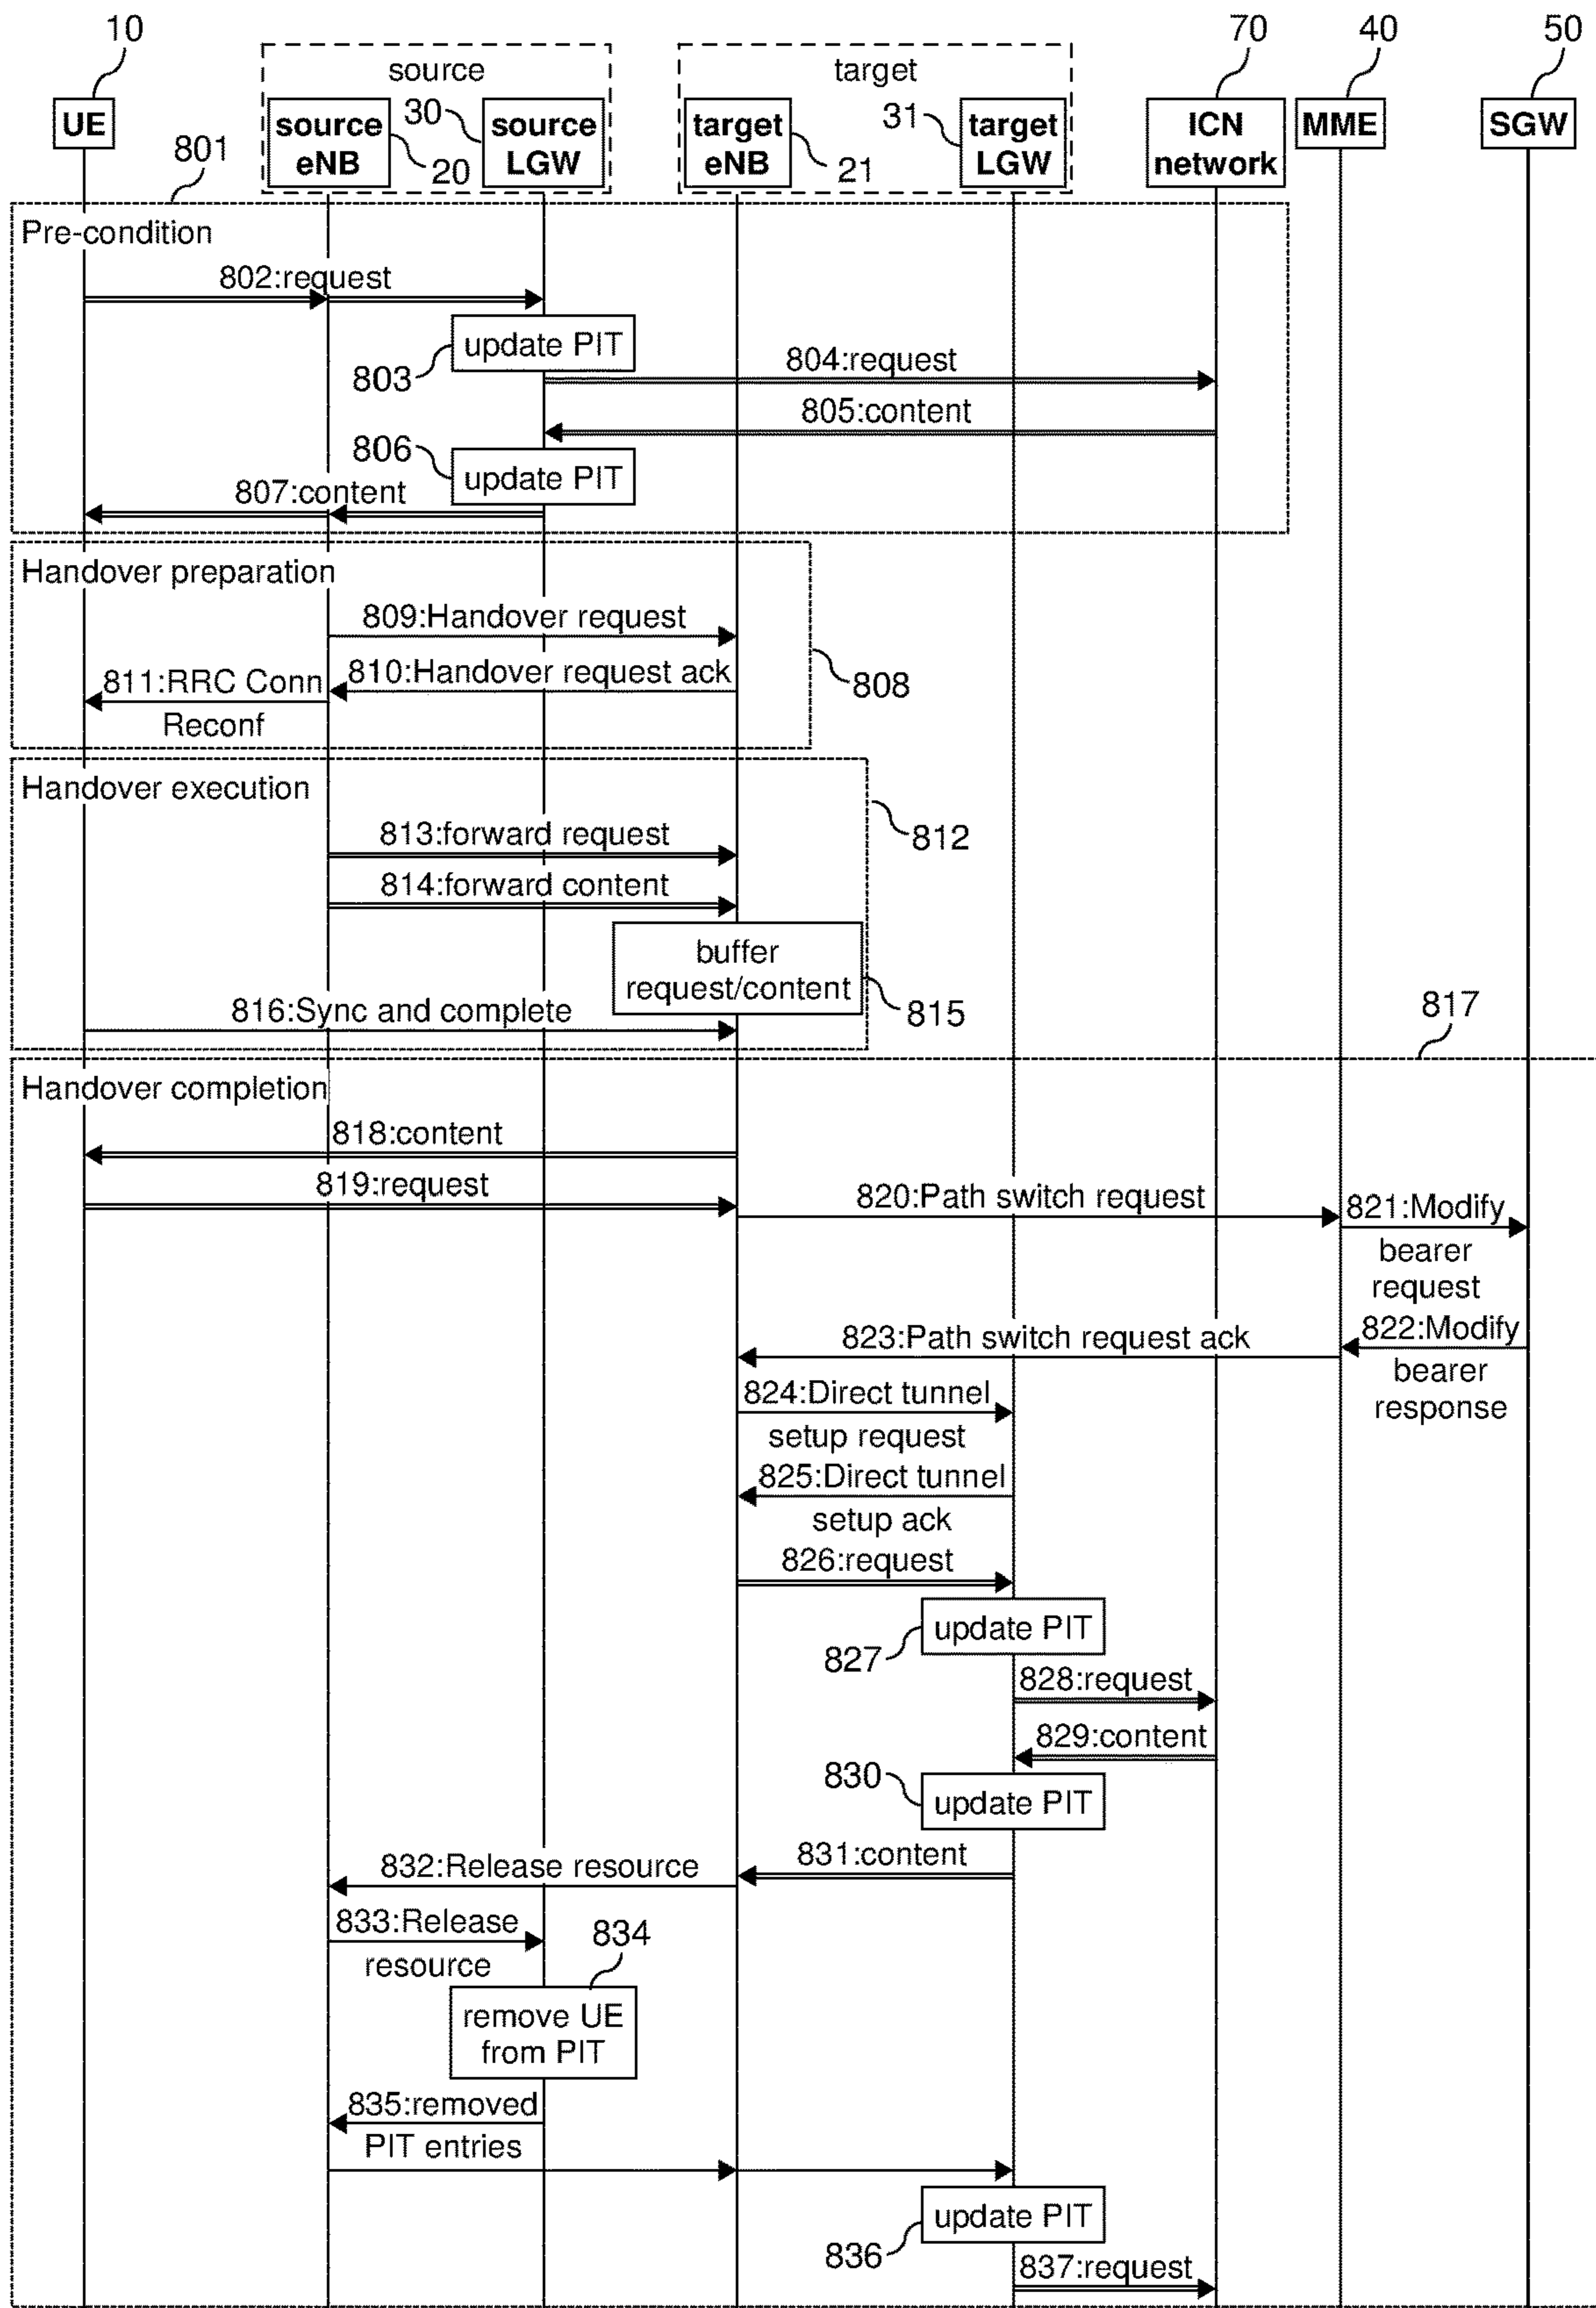 10
70
40
50
source
target
UE
source
eNB
20
30
source
LGW
target
eNB
21
31
target
LGW
ICN
network
MME
SGW
801
Pre-condition
802:request
update PIT
803
804:request
805:content
806
update PIT
807:content
Handover preparation
809:Handover request
810:Handover request ack
811:RRC Conn
Reconf
808
Handover execution
813:forward request
812
814:forward content
buffer
request/content
815
816:Sync and complete
817
Handover completion
818:content
819:request
820:Path switch request
821:Modify
bearer
request
822:Modify
bearer
response
823:Path switch request ack
824:Direct tunnel
setup request
825:Direct tunnel
setup ack
826:request
update PIT
827
828:request
829:content
830
update PIT
831:content
832:Release resource
833:Release
resource
834
remove UE
from PIT
835:removed
PIT entries
update PIT
836
837:request